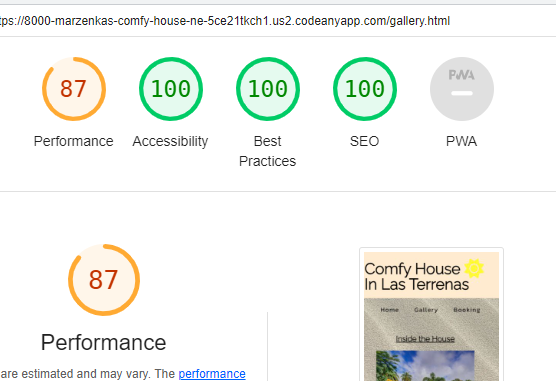 tps://8000-marzenkas-comfy-house-ne-5ce21tkch1.us2.codeanyapp.com/gallery.html
87 100 100 100 PWA
Performance Accessibility Best Practices SEO PWA
87
Performance
are estimated and may vary. The performance
Comfy House
In Las Terrenas
Home Gallery Booking
Inside the House